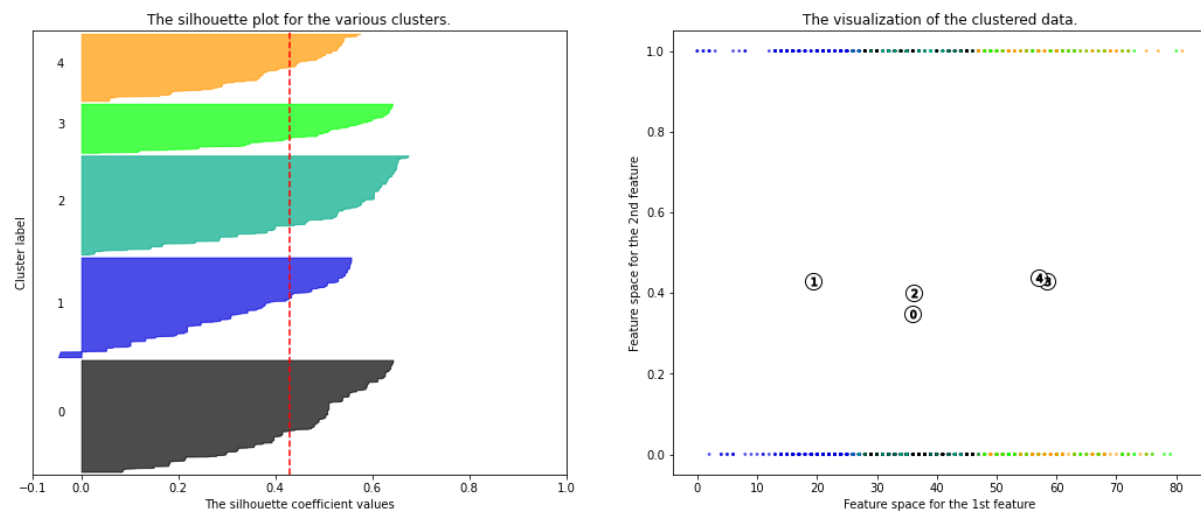 The silhouette plot for the various clusters.
Cluster label
4
3
2
1
0
−0.1 0.0 0.2 0.4 0.6 0.8 1.0
The silhouette coefficient values
The visualization of the clustered data.
Feature space for the 2nd feature
1.0
0.8
0.6
0.4
0.2
0.0
1 2 0 4 3
0 10 20 30 40 50 60 70 80
Feature space for the 1st feature